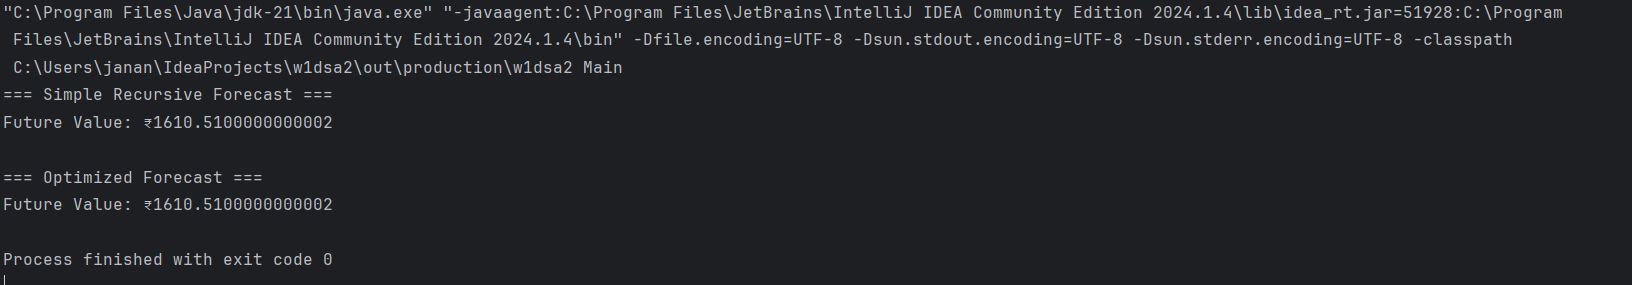 "C:\Program Files\Java\jdk-21\bin\java.exe" "-javaagent:C:\Program Files\JetBrains\IntelliJ IDEA Community Edition 2024.1.4\lib\idea_rt.jar=51928:C:\Program
Files\JetBrains\IntelliJ IDEA Community Edition 2024.1.4\bin" -Dfile.encoding=UTF-8 -Dsun.stdout.encoding=UTF-8 -Dsun.stderr.encoding=UTF-8 -classpath
C:\Users\janan\IdeaProjects\w1dsa2\out\production\w1dsa2 Main
=== Simple Recursive Forecast ===
Future Value: ₹1610.5100000000002
=== Optimized Forecast ===
Future Value: ₹1610.5100000000002
Process finished with exit code 0